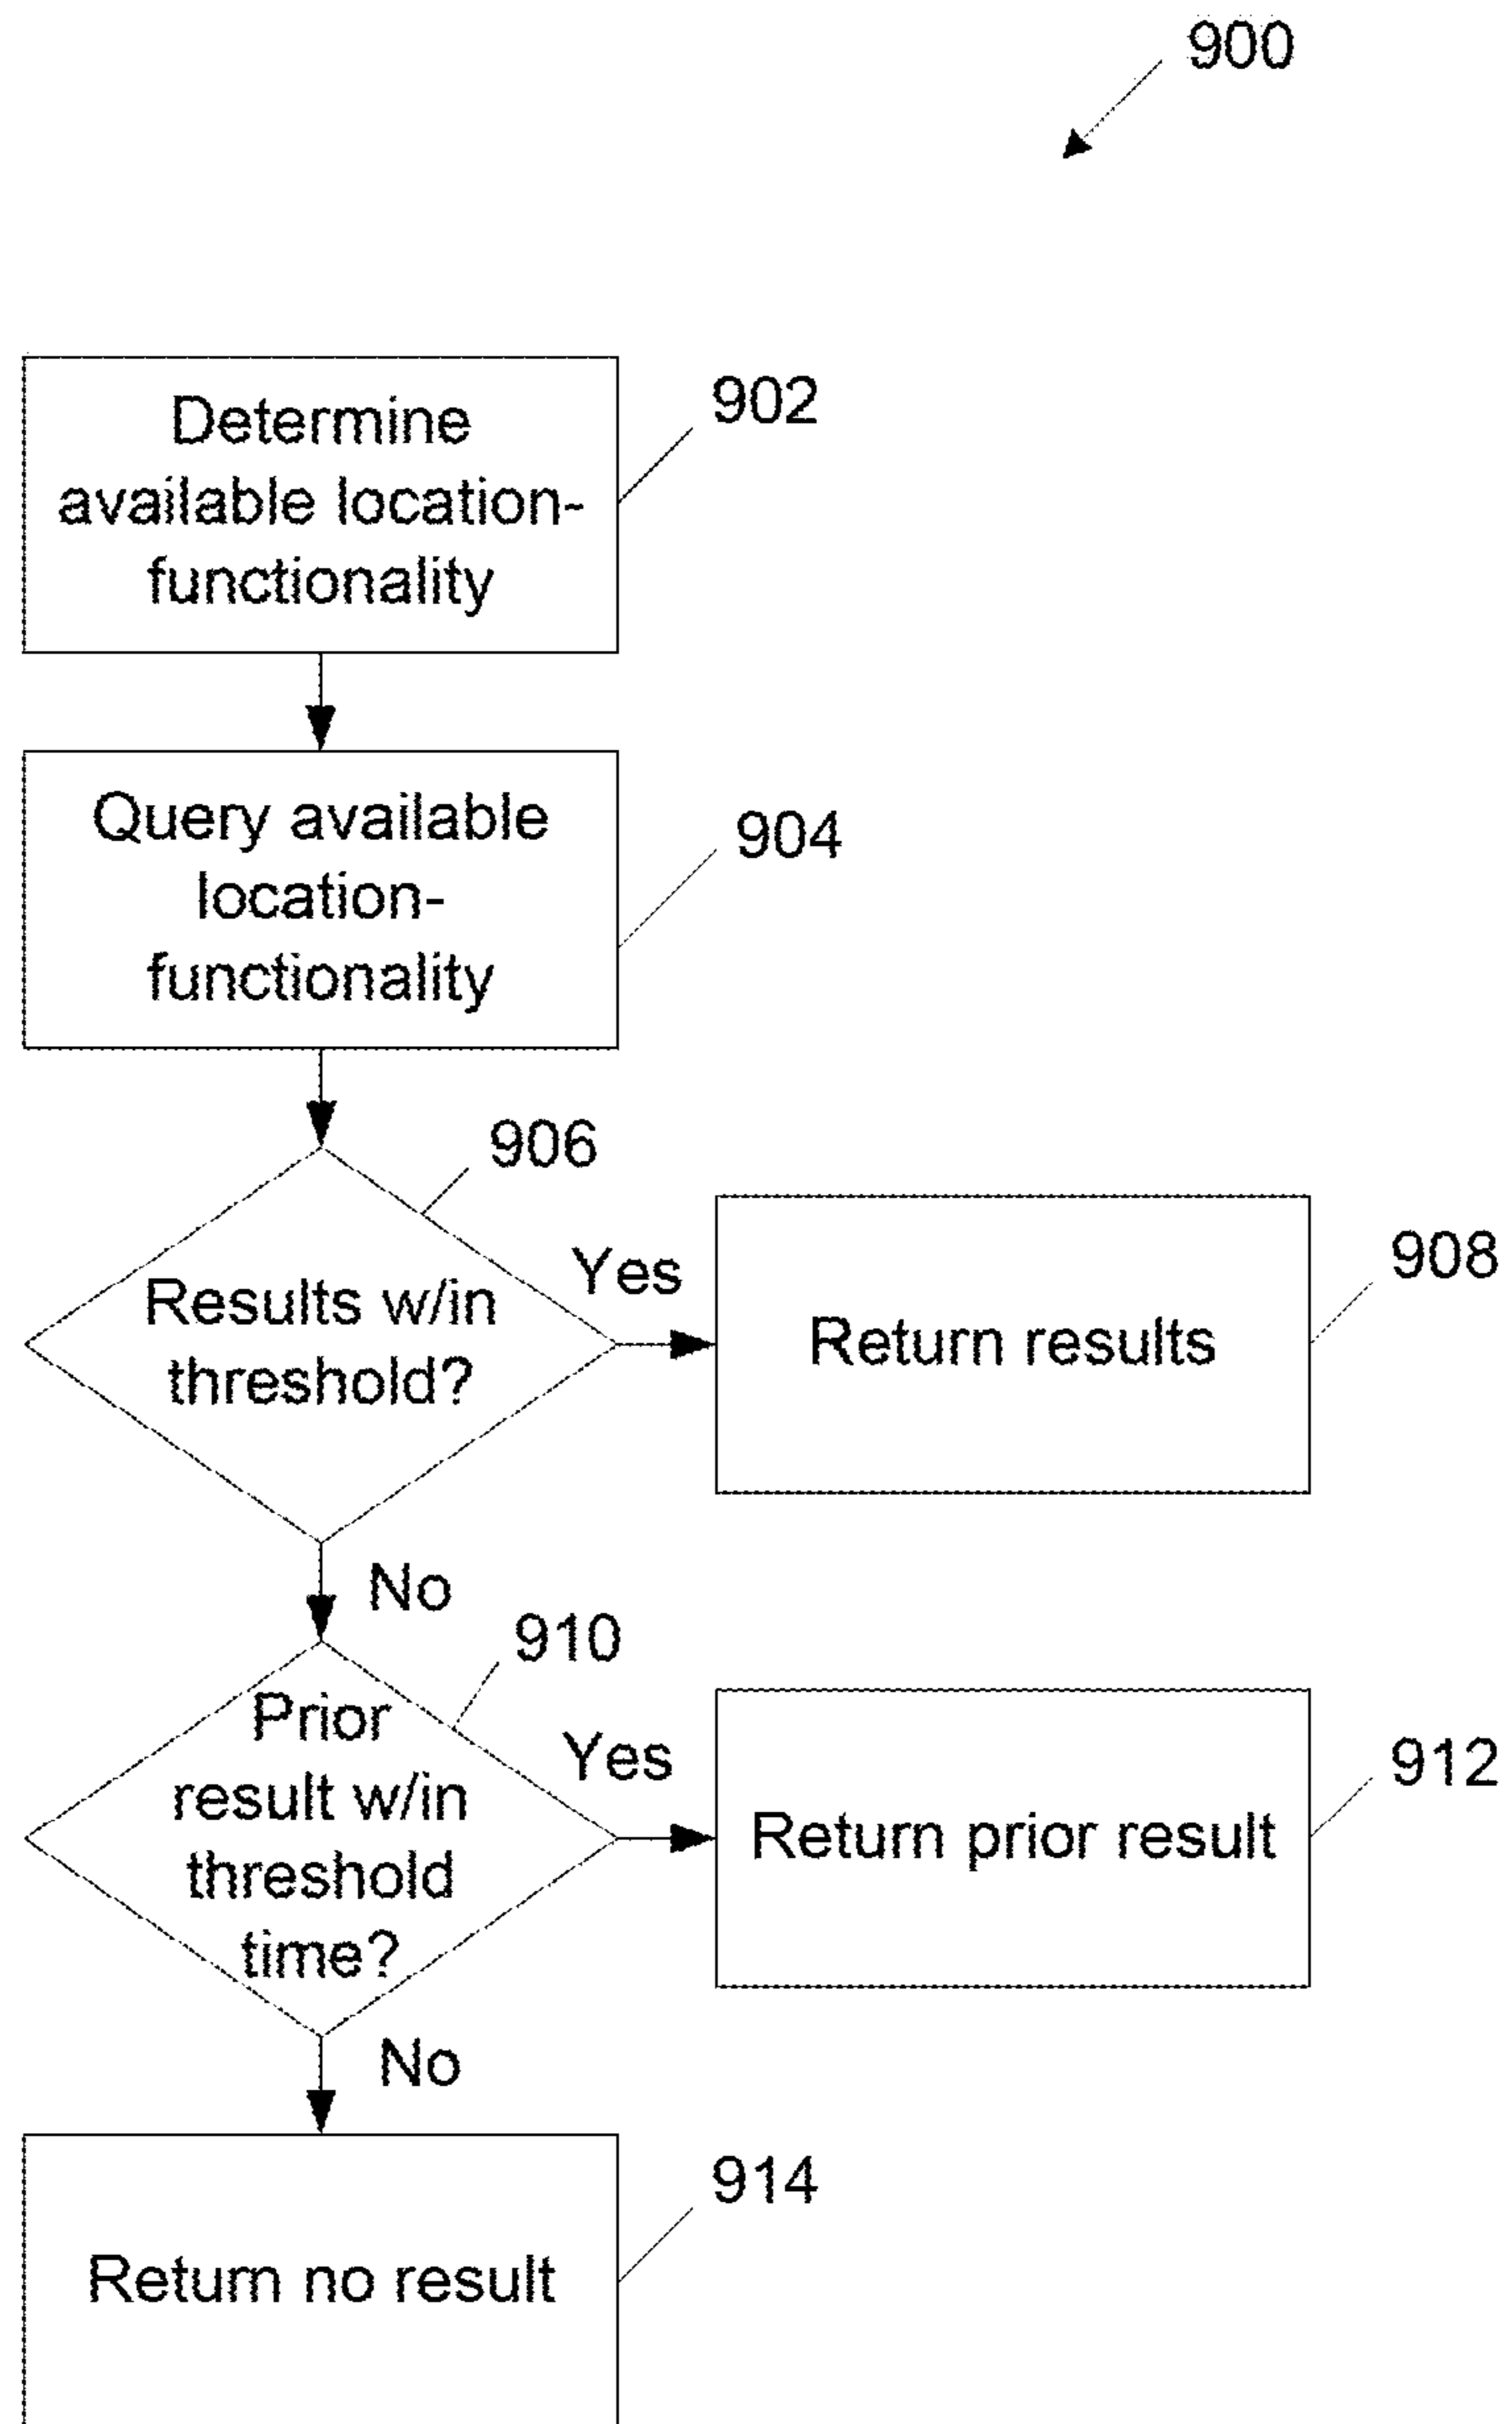 900
Determine
available location-
functionality
902
Query available
location-
functionality
904
906
Results w/in
threshold?
Yes
Return results
908
No
910
Prior
result w/in
threshold
time?
Yes
Return prior result
912
No
Return no result
914